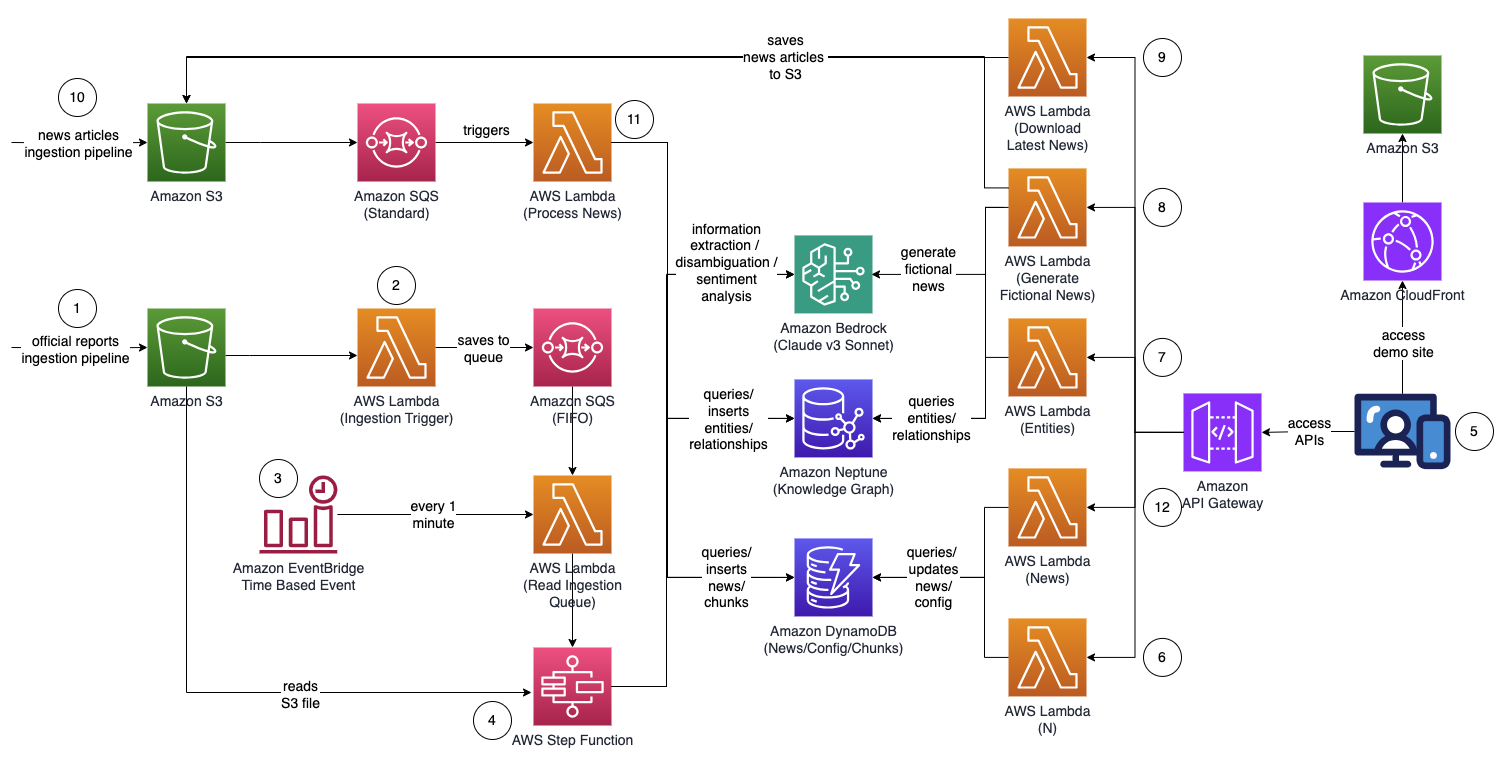 saves
news articles
to S3
9
AWS Lambda
(Download
Latest News)
Amazon S3
10
news articles
ingestion pipeline
Amazon S3
Amazon SQS
(Standard)
triggers
AWS Lambda
(Process News)
11
8
AWS Lambda
(Generate
Fictional News)
Amazon CloudFront
information
extraction /
disambiguation /
sentiment
analysis
Amazon Bedrock
(Claude v3 Sonnet)
generate
fictional
news
1
official reports
ingestion pipeline
Amazon S3
2
AWS Lambda
(Ingestion Trigger)
saves to
queue
Amazon SQS
(FIFO)
7
AWS Lambda
(Entities)
access
demo site
queries/
inserts
entities/
relationships
Amazon Neptune
(Knowledge Graph)
queries
entities/
relationships
Amazon
API Gateway
access
APIs
5
3
Amazon EventBridge
Time Based Event
every 1
minute
AWS Lambda
(Read Ingestion
Queue)
12
AWS Lambda
(News)
queries/
inserts
news/
chunks
Amazon DynamoDB
(News/Config/Chunks)
queries/
updates
news/
config
6
AWS Lambda
(N)
reads
S3 file
4
AWS Step Function